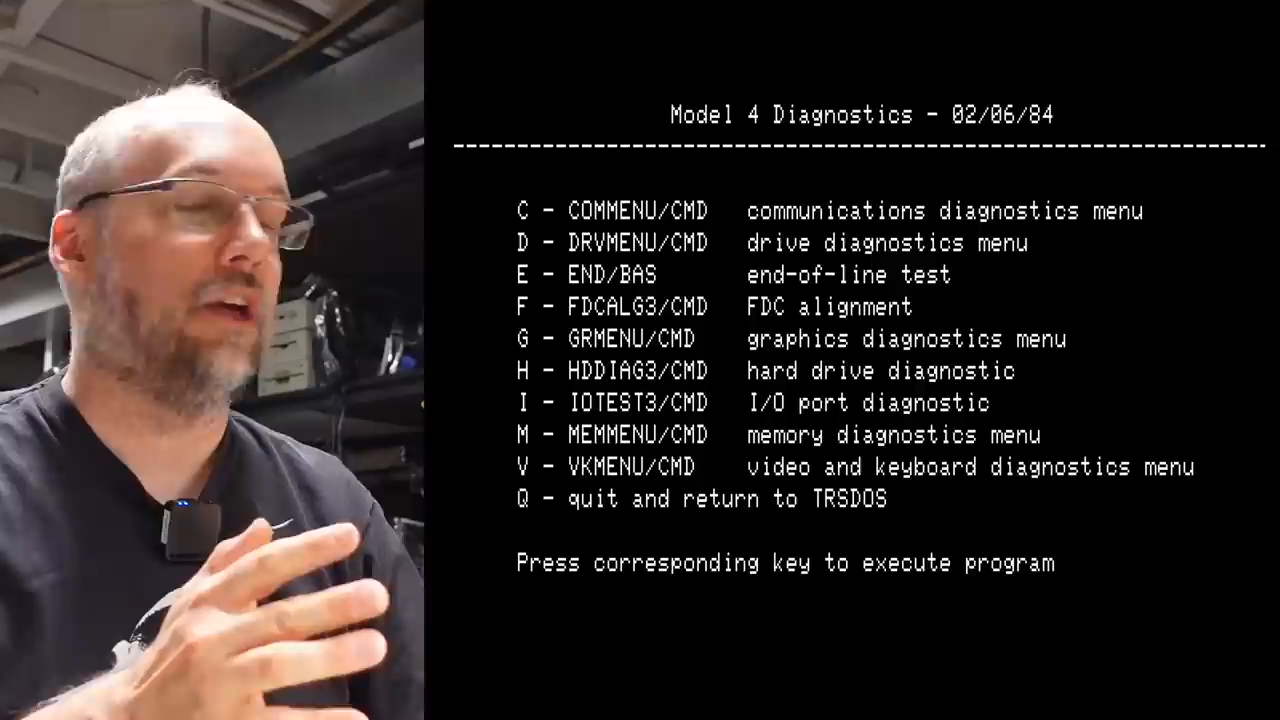 Model 4 Diagnostics - 02/06/84
C - COMMENU/CMD communications diagnostics menu
D - DRVMENU/CMD drive diagnostics menu
E - END/BAS end-of-line test
F - FDCALG3/CMD FDC alignment
G - GRMENU/CMD graphics diagnostics menu
H - HDDIAG3/CMD hard drive diagnostic
I - IOTEST3/CMD I/O port diagnostic
M - MEMMENU/CMD memory diagnostics menu
V - VKMENU/CMD video and keyboard diagnostics menu
Q - quit and return to TRSDOS
Press corresponding key to execute program